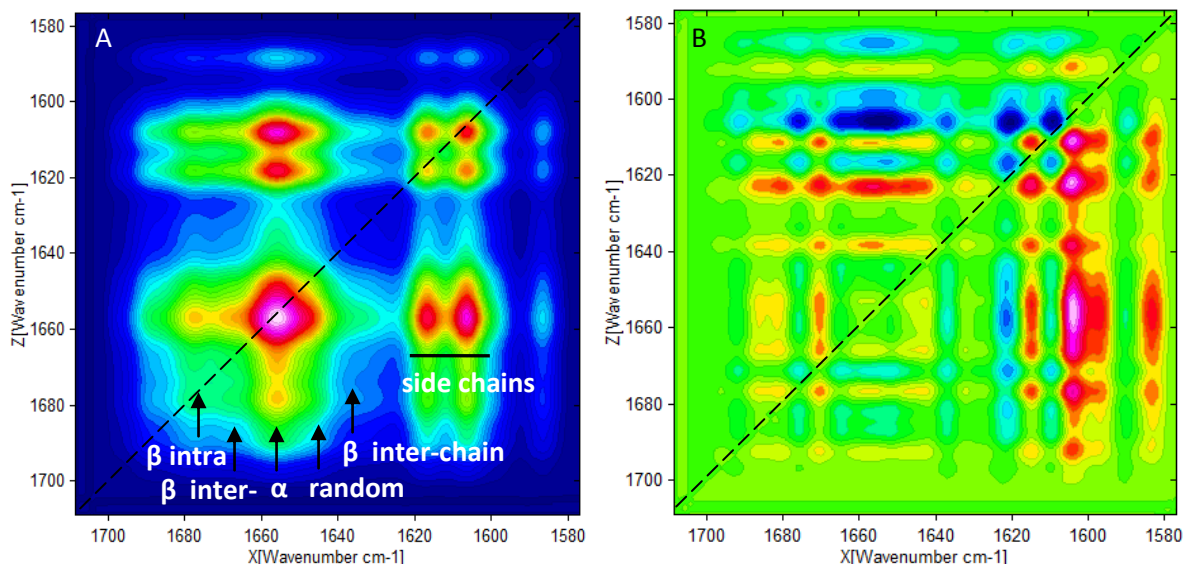 A
1580
1600
1620
1640
1660
1680
1700
Z[Wavenumber cm-1]
side chains
β intra
β inter-chain
β inter- α random
1700 1680 1660 1640 1620 1600 1580
X[Wavenumber cm-1]
B
1580
1600
1620
1640
1660
1680
1700
Z[Wavenumber cm-1]
1700 1680 1660 1640 1620 1600 1580
X[Wavenumber cm-1]